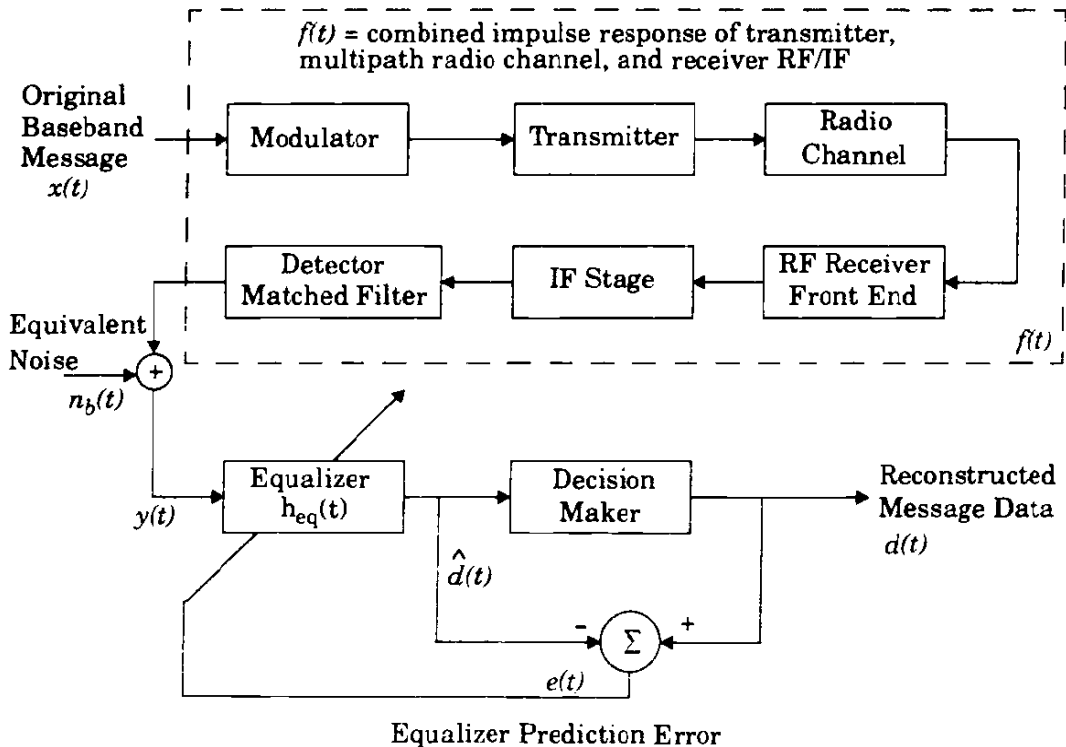 f(t) = combined impulse response of transmitter,
multipath radio channel, and receiver RF/IF
Original
Baseband
Message
x(t)
Modulator
Transmitter
Radio
Channel
Detector
Matched Filter
IF Stage
RF Receiver
Front End
f(t)
Equivalent
Noise
n_b(t)
+
y(t)
Equalizer
h_eq(t)
Decision
Maker
Reconstructed
Message Data
d(t)
^d(t)
-
Σ
+
e(t)
Equalizer Prediction Error